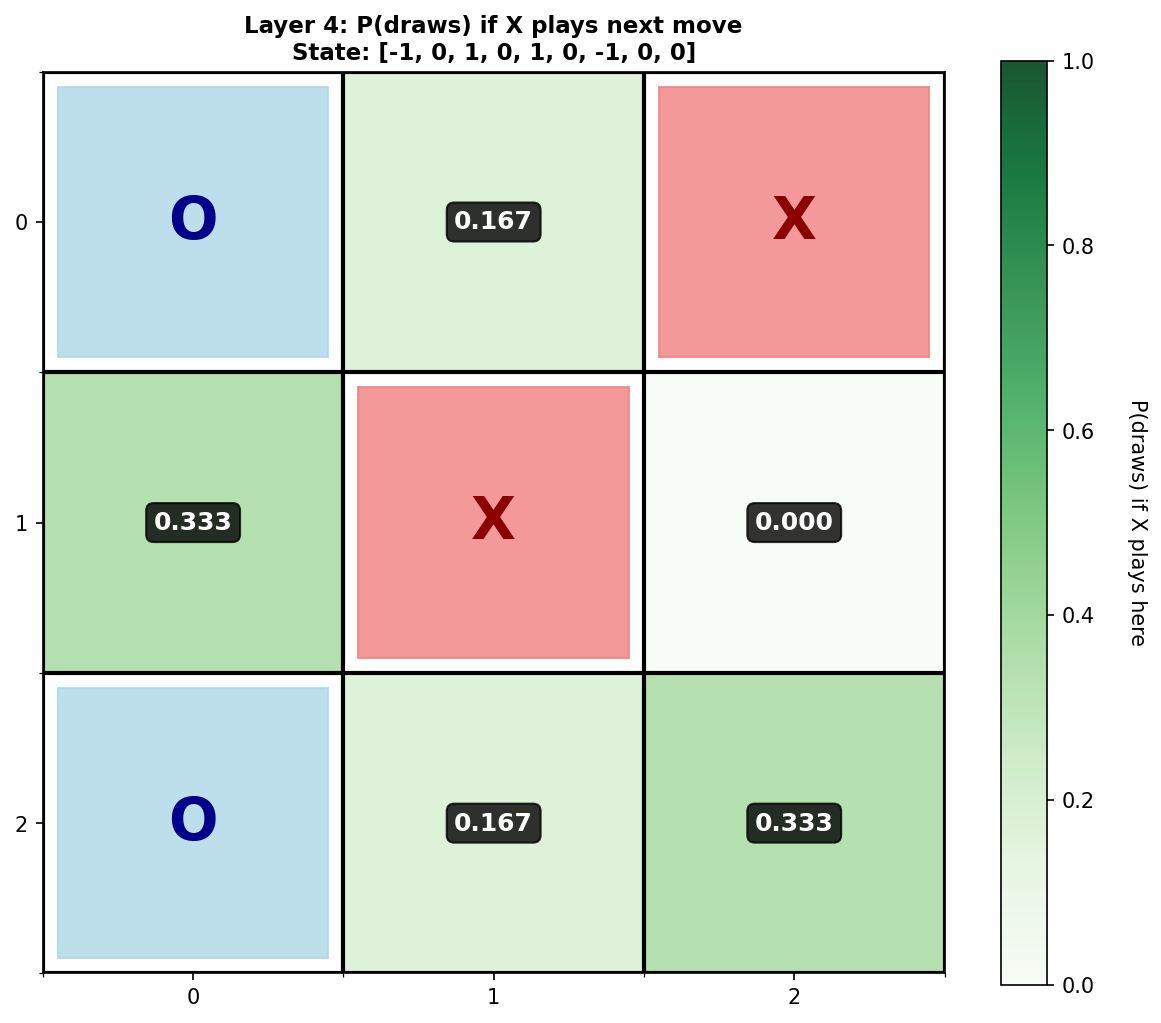 Layer 4: P(draws) if X plays next move
State: [-1, 0, 1, 0, 1, 0, -1, 0, 0]
0
O
0.167
X
1
0.333
X
0.000
2
O
0.167
0.333
0
1
2
1.0
0.8
0.6
0.4
0.2
0.0
P(draws) if X plays here